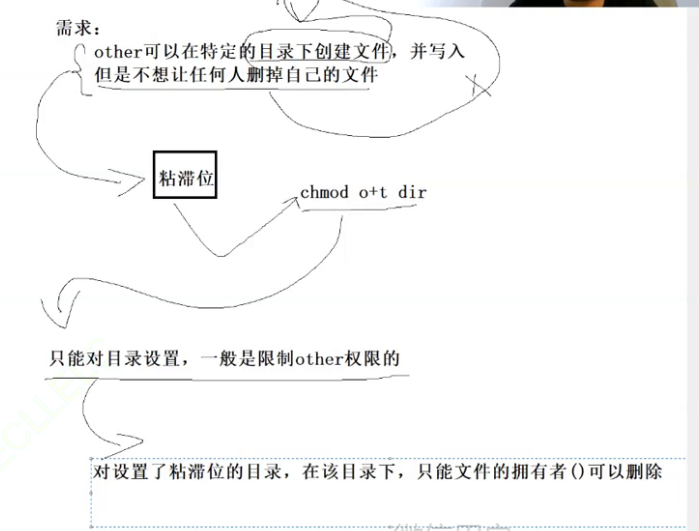 需求：
other可以在特定的目录下创建文件，并写入
但是不想让任何人删掉自己的文件
粘滞位
chmod o+t dir
只能对目录设置，一般是限制other权限的
对设置了粘滞位的目录，在该目录下，只能文件的拥有者()可以删除